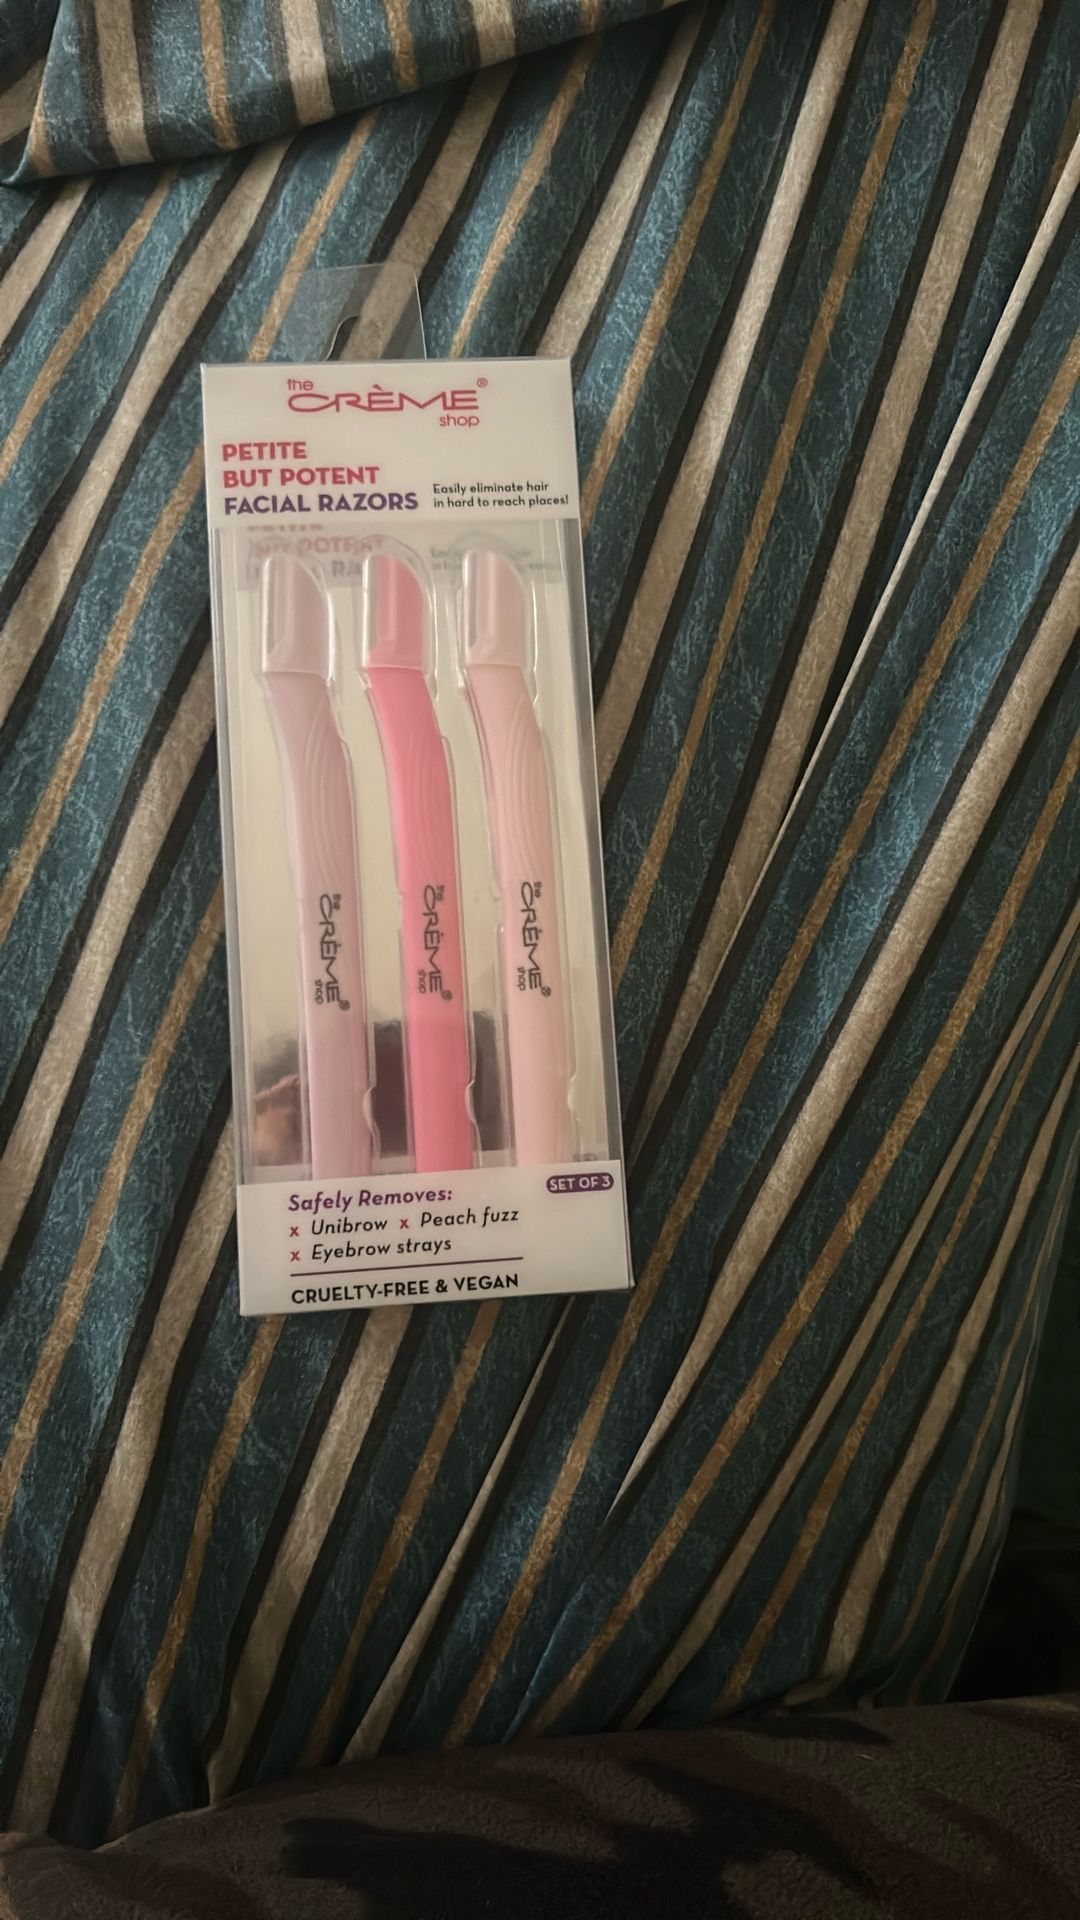 the
CRÈME®
shop
PETITE
BUT POTENT
FACIAL RAZORS
Easily eliminate hair
in hard to reach places!
the
CRÈME®
shop
the
CRÈME®
shop
the
CRÈME®
shop
SET OF 3
Safely Removes:
x Unibrow x Peach fuzz
x Eyebrow strays
CRUELTY-FREE & VEGAN